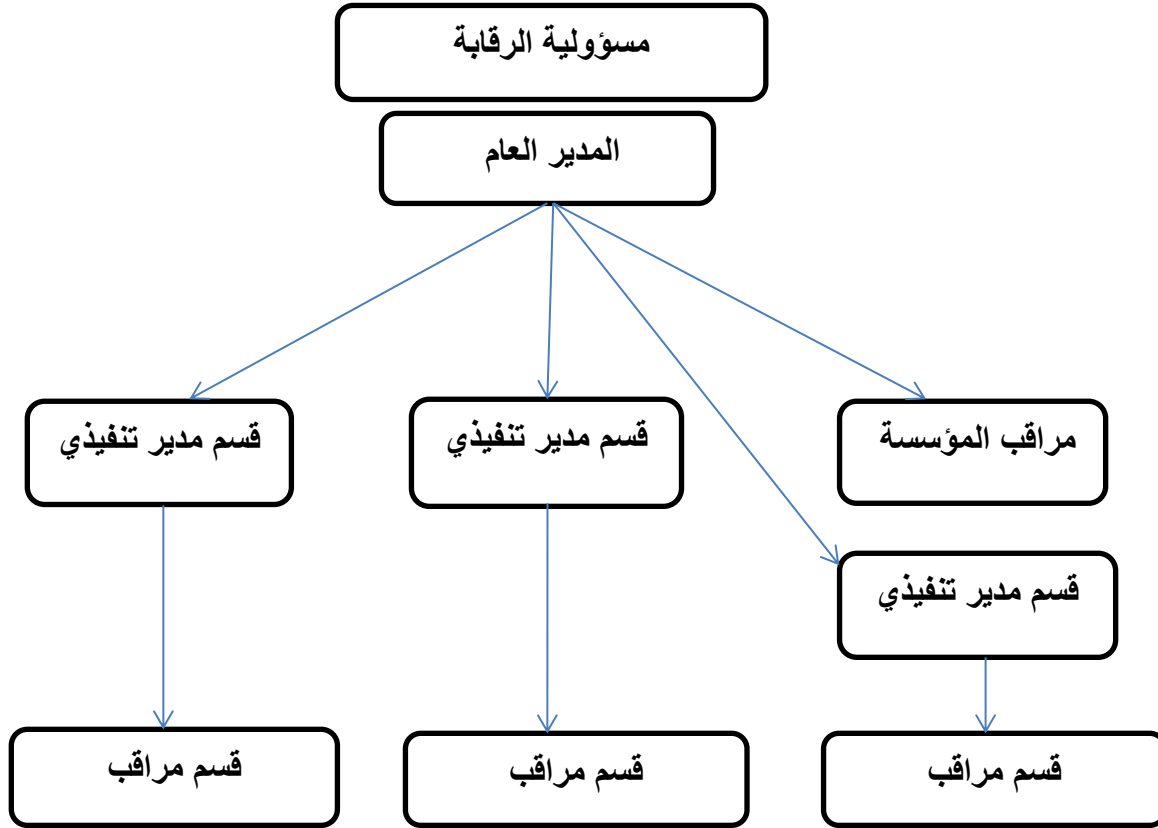 مسؤولية الرقابة
المدير العام
مراقب المؤسسة
قسم مدير تنفيذي
قسم مدير تنفيذي
قسم مدير تنفيذي
قسم مراقب
قسم مراقب
قسم مراقب